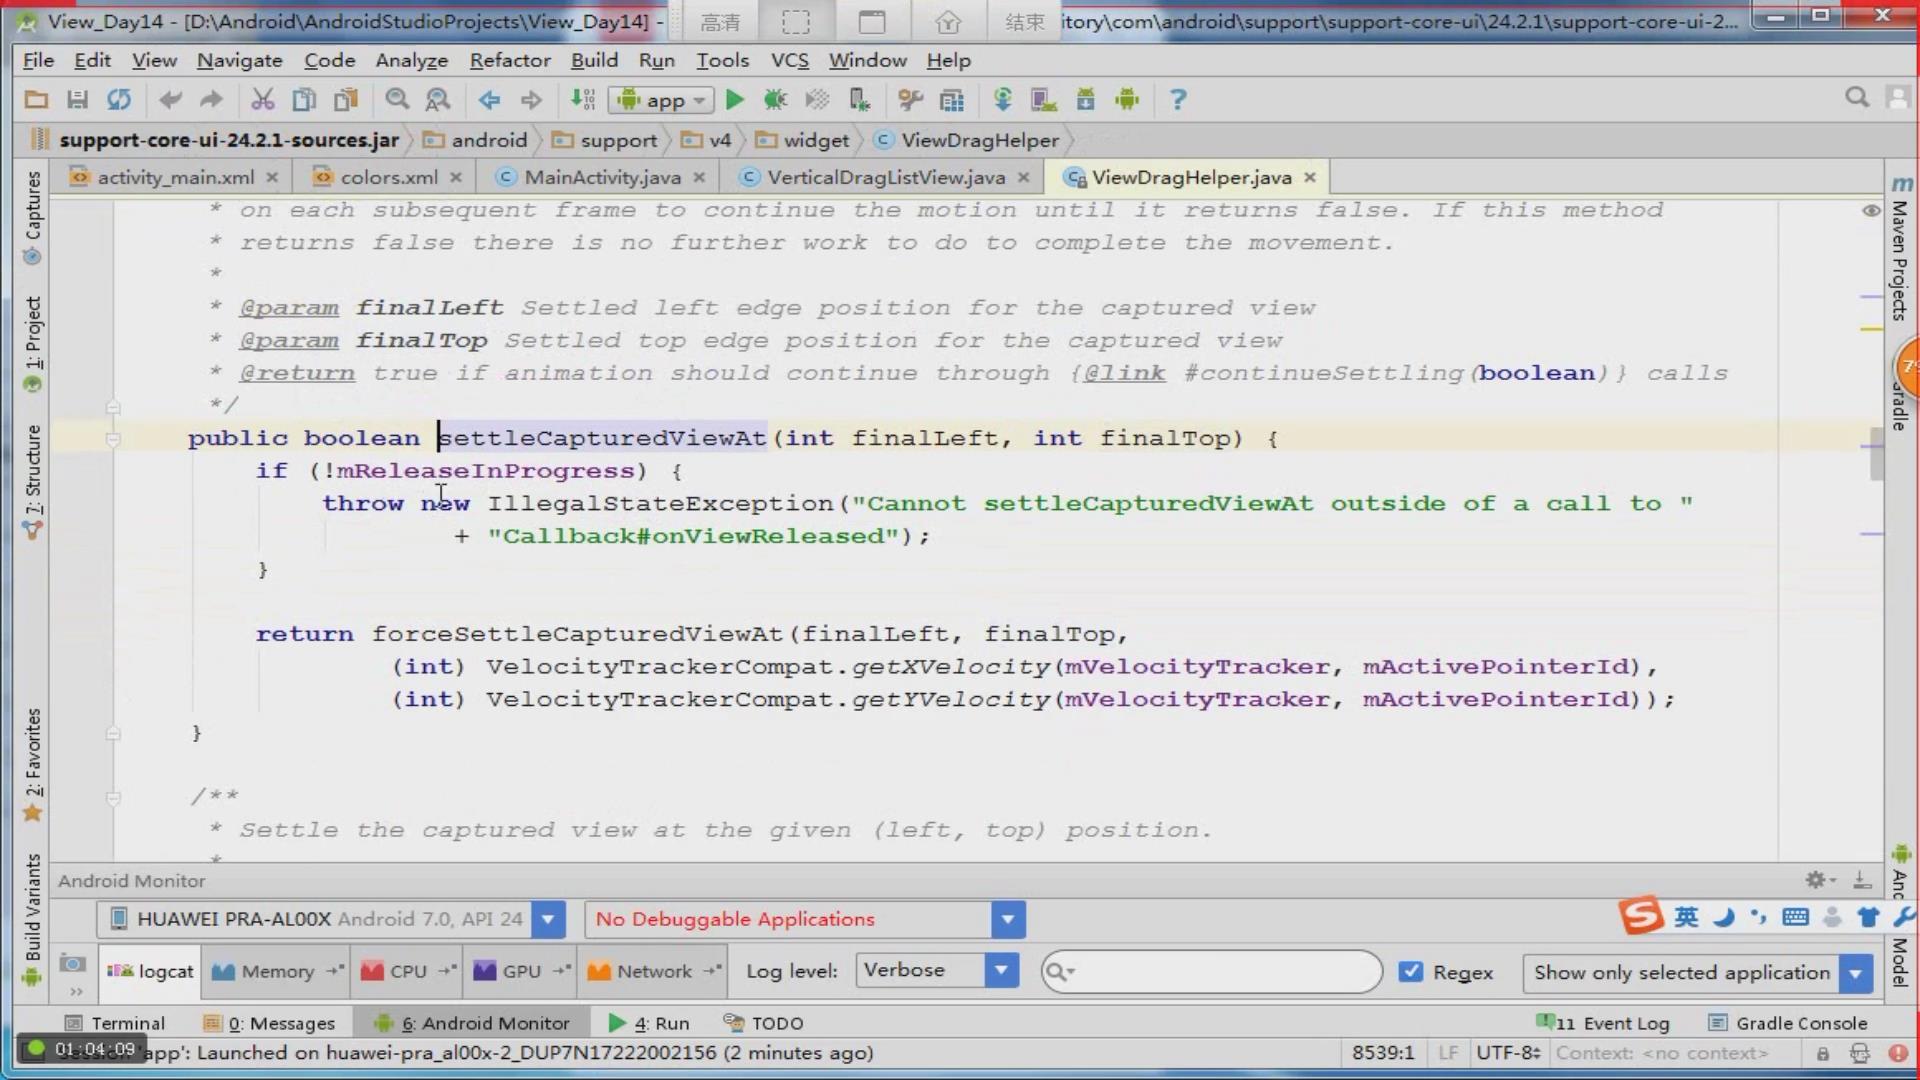 View_Day14 - [D:\Android\AndroidStudioProjects\View_Day14] -
高清
结束
itory\com\android\support\support-core-ui\24.2.1\support-core-ui-2...
File Edit View Navigate Code Analyze Refactor Build Run Tools VCS Window Help
app
support-core-ui-24.2.1-sources.jar android support v4 widget ViewDragHelper
activity_main.xml colors.xml MainActivity.java VerticalDragListView.java ViewDragHelper.java
* on each subsequent frame to continue the motion until it returns false. If this method
* returns false there is no further work to do to complete the movement.
*
* @param finalLeft Settled left edge position for the captured view
* @param finalTop Settled top edge position for the captured view
* @return true if animation should continue through {@link #continueSettling(boolean)} calls
*/
public boolean settleCapturedViewAt(int finalLeft, int finalTop) {
if (!mReleaseInProgress) {
throw new IllegalStateException("Cannot settleCapturedViewAt outside of a call to "
+ "Callback#onViewReleased");
}
return forceSettleCapturedViewAt(finalLeft, finalTop,
(int) VelocityTrackerCompat.getXVelocity(mVelocityTracker, mActivePointerId),
(int) VelocityTrackerCompat.getYVelocity(mVelocityTracker, mActivePointerId));
}
/**
* Settle the captured view at the given (left, top) position.
*
Captures
1: Project
7: Structure
2: Favorites
Build Variants
Maven Projects
Model
Android Monitor
HUAWEI PRA-AL00X Android 7.0, API 24
No Debuggable Applications
英
logcat Memory CPU GPU Network Log level: Verbose Regex Show only selected application
Terminal 0: Messages 6: Android Monitor 4: Run TODO 11 Event Log Gradle Console
01:04:09
'app': Launched on huawei-pra_al00x-2_DUP7N17222002156 (2 minutes ago)
8539:1 LF UTF-8 Context: <no context>